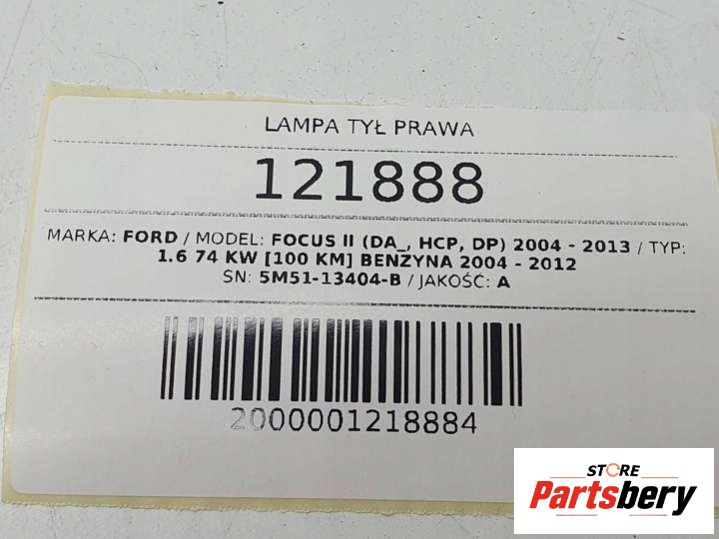 LAMPA TYŁ PRAWA
121888
MARKA: FORD / MODEL: FOCUS II (DA_, HCP, DP) 2004 - 2013 / TYP:
1.6 74 KW [100 KM] BENZYNA 2004 - 2012
SN: 5M51-13404-B / JAKOŚĆ: A
2000001218884
STORE
Partsbery